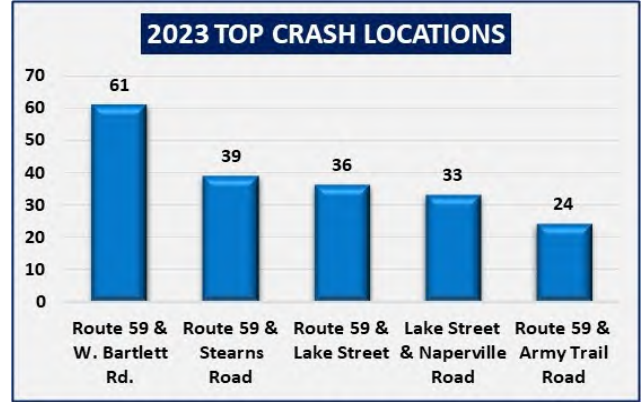 2023 TOP CRASH LOCATIONS
70
60
50
40
30
20
10
0
61
39
36
33
24
Route 59 &
W. Bartlett
Rd.
Route 59 &
Stearns
Road
Route 59 &
Lake Street
Lake Street
& Naperville
Road
Route 59 &
Army Trail
Road